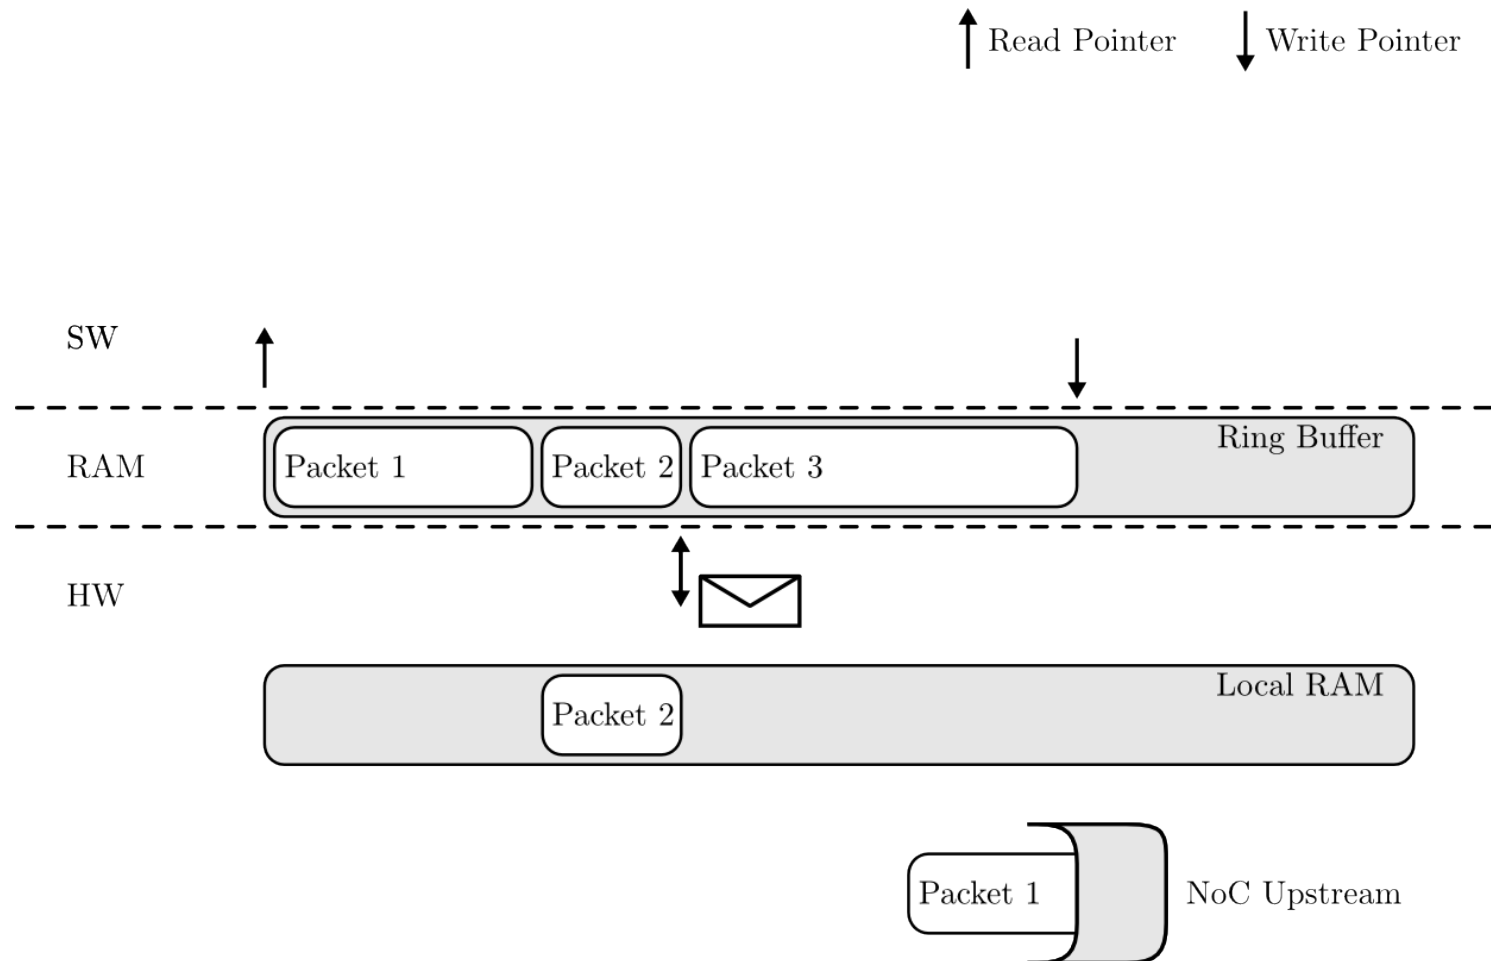 Read Pointer
Write Pointer
SW
RAM
Packet 1
Packet 2
Packet 3
Ring Buffer
HW
Local RAM
Packet 2
Packet 1
NoC Upstream